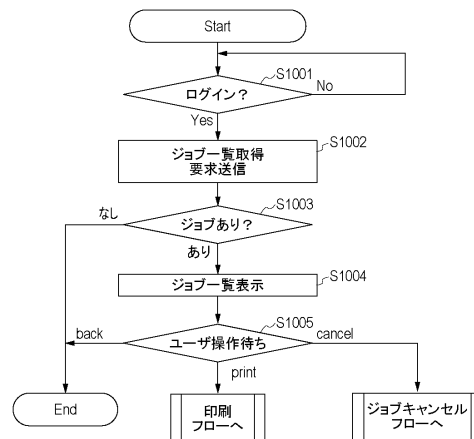 Start
S1001
ログイン？
No
Yes
S1002
ジョブ一覧取得
要求送信
S1003
なし
ジョブあり？
あり
S1004
ジョブ一覧表示
S1005
back
ユーザ操作待ち
cancel
print
End
印刷
フローへ
ジョブキャンセル
フローへ